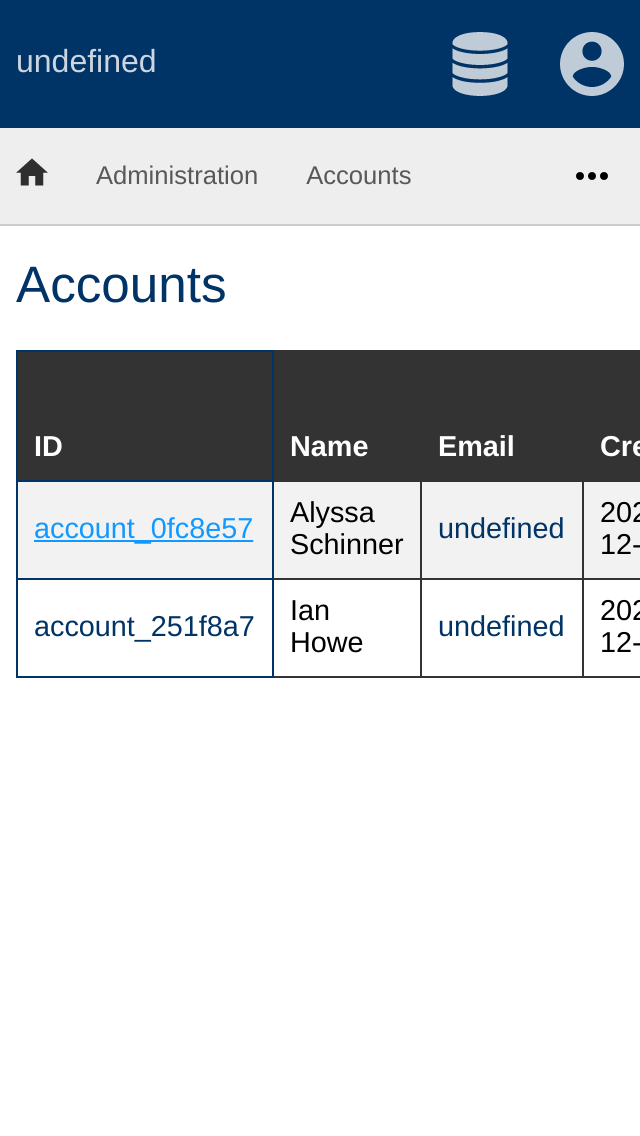 undefined
Administration Accounts
Accounts
ID Name Email Cre
account_0fc8e57 Alyssa Schinner undefined 202 12-
account_251f8a7 Ian Howe undefined 202 12-